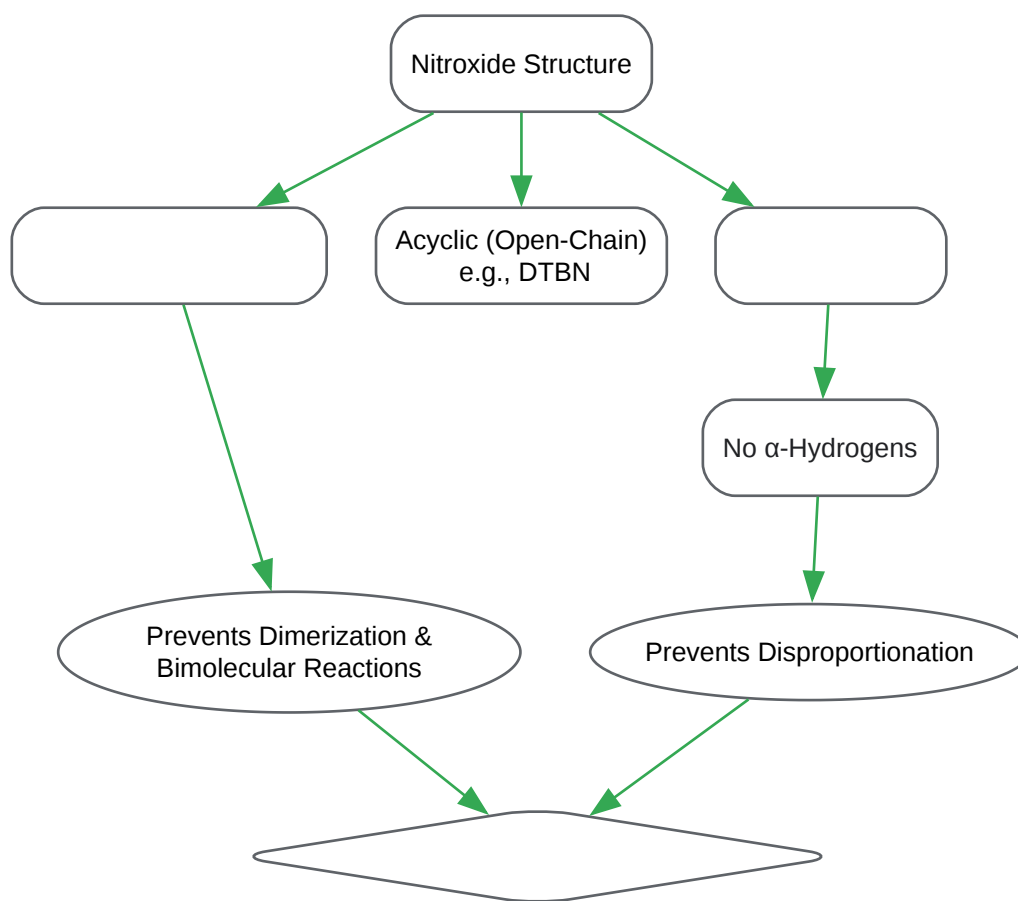 Nitroxide Structure
Acyclic (Open-Chain)
e.g., DTBN
No α-Hydrogens
Prevents Dimerization &
Bimolecular Reactions
Prevents Disproportionation